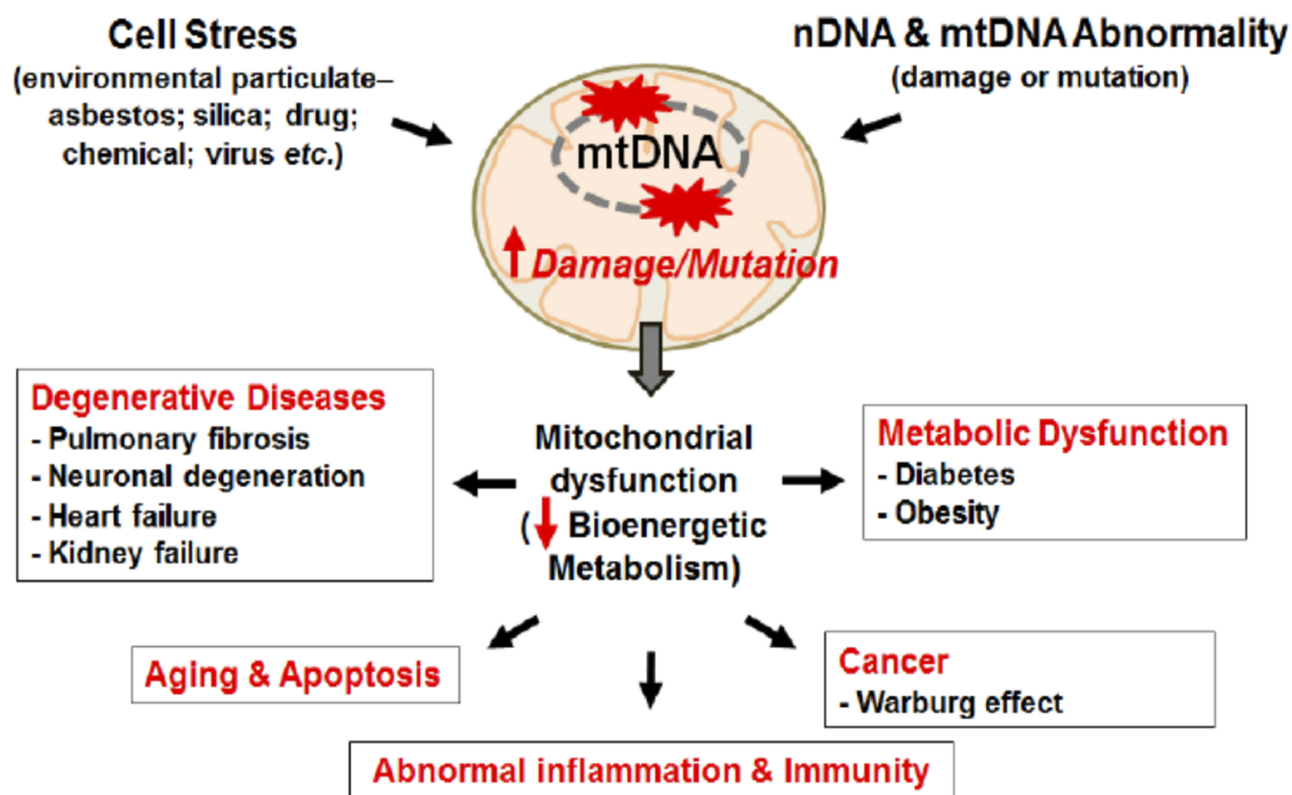 Cell Stress
(environmental particulate–
asbestos; silica; drug;
chemical; virus etc.)
nDNA & mtDNA Abnormality
(damage or mutation)
mtDNA
Damage/Mutation
Degenerative Diseases
- Pulmonary fibrosis
- Neuronal degeneration
- Heart failure
- Kidney failure
Mitochondrial
dysfunction
( Bioenergetic
Metabolism)
Metabolic Dysfunction
- Diabetes
- Obesity
Aging & Apoptosis
Cancer
- Warburg effect
Abnormal inflammation & Immunity